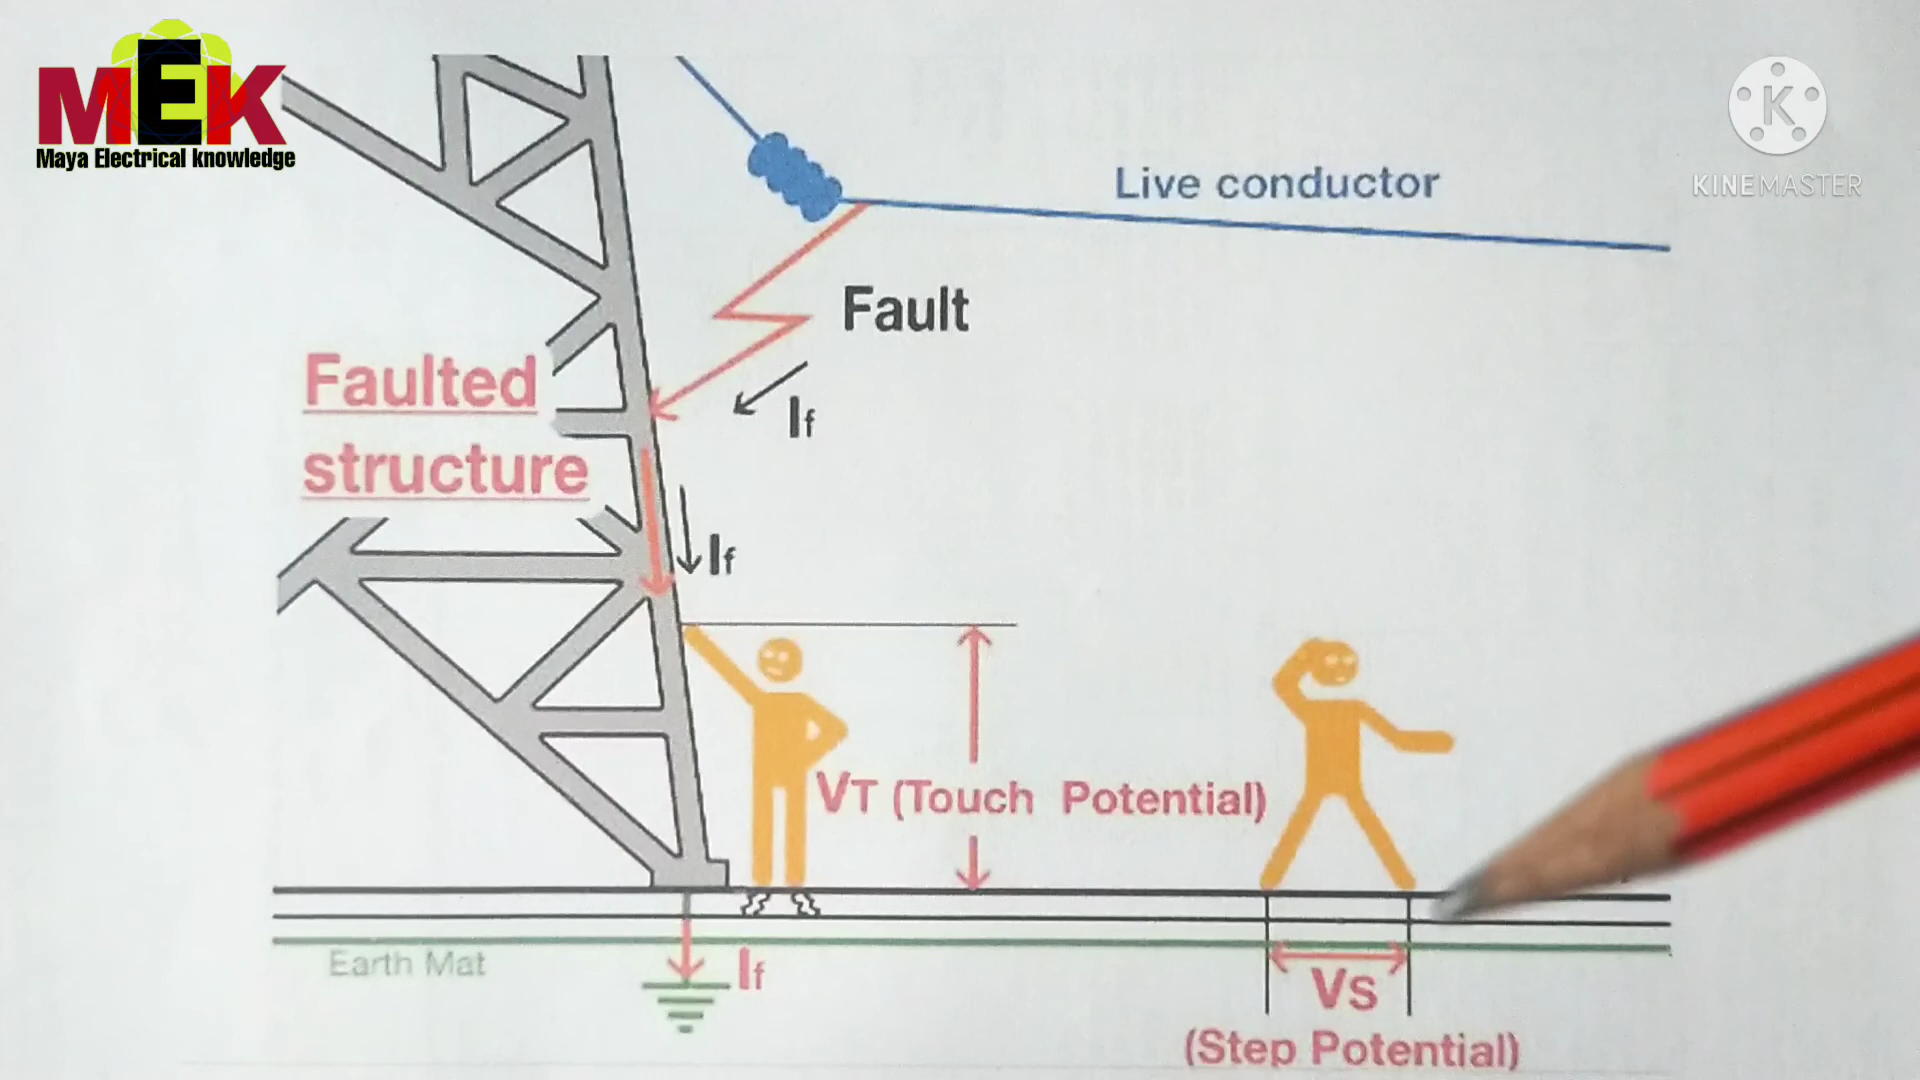 MEK
Maya Electrical knowledge
K
KINEMASTER
Live conductor
Fault
Faulted
structure
If
If
VT (Touch Potential)
Earth Mat
If
Vs
(Step Potential)